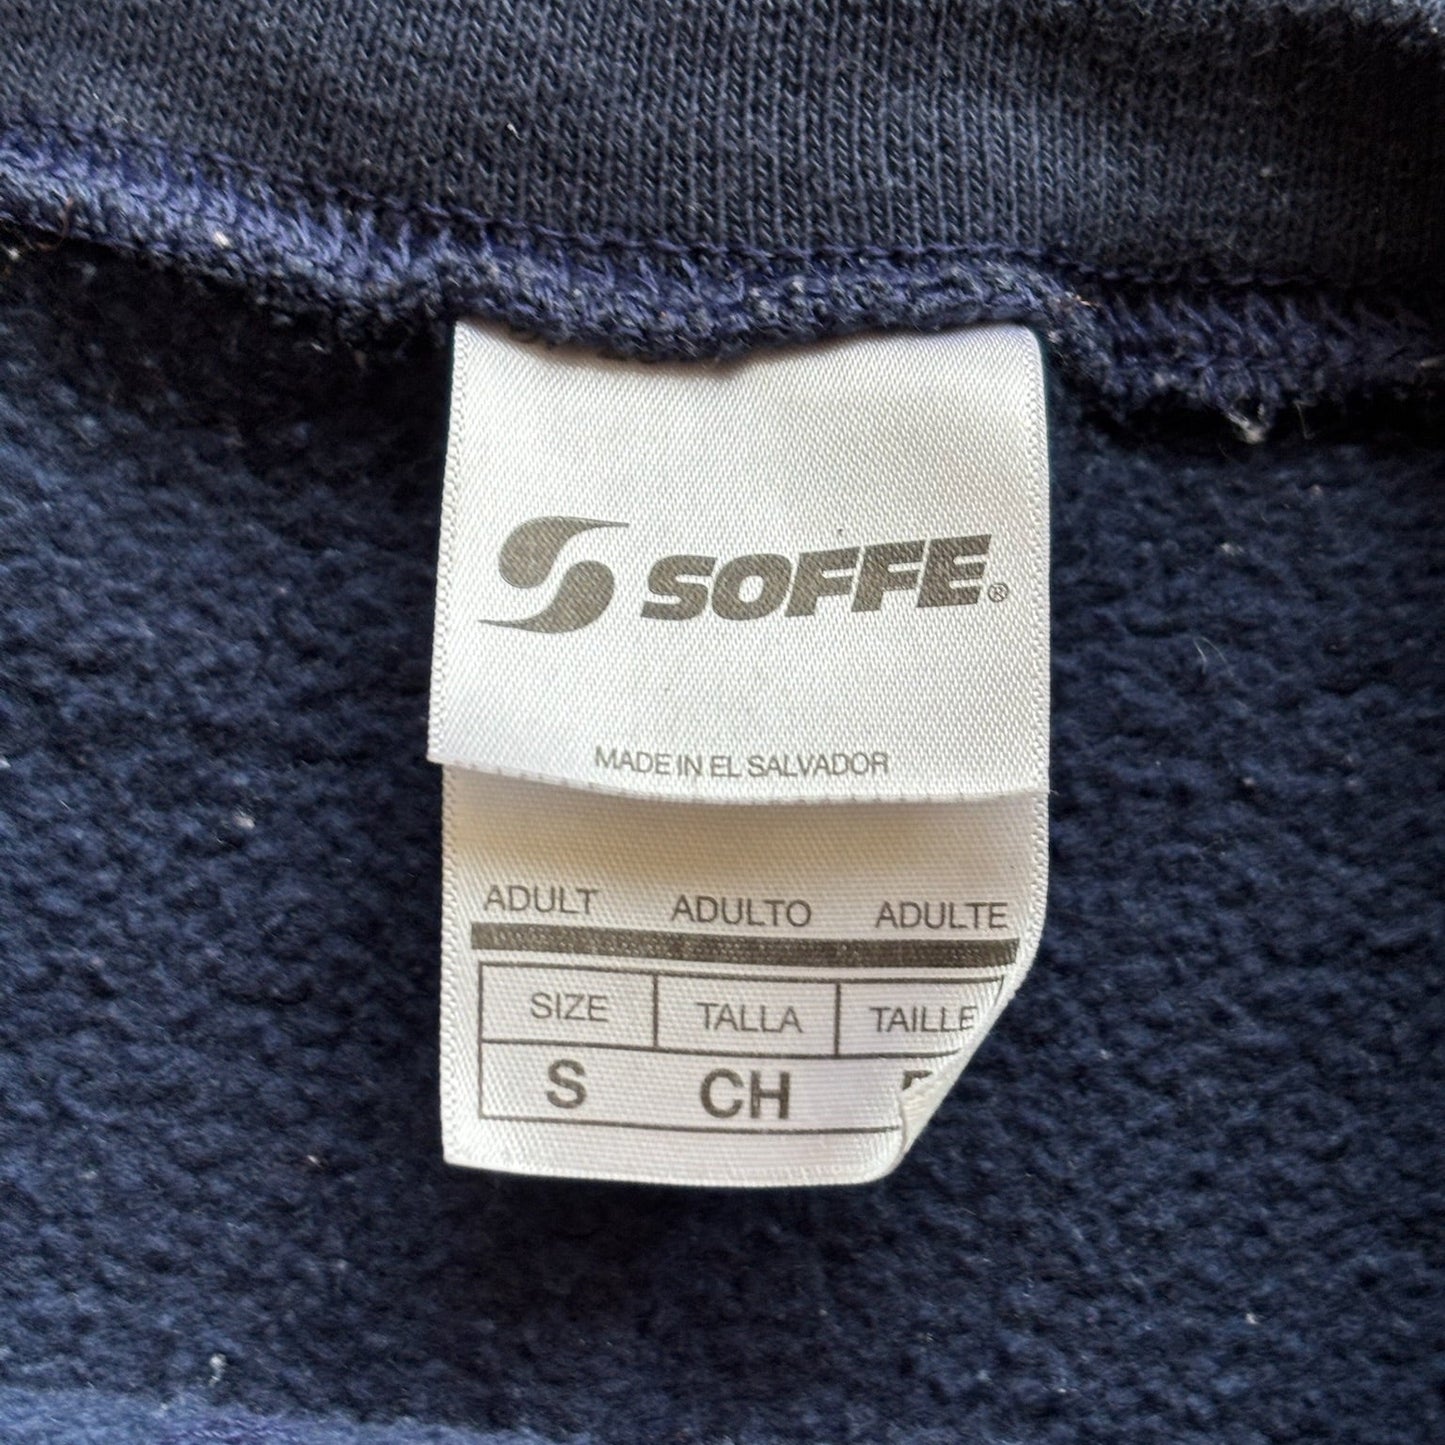 SOFFE®
MADE IN EL SALVADOR
ADULT ADULTO ADULTE
SIZE TALLA TAILLE
S CH